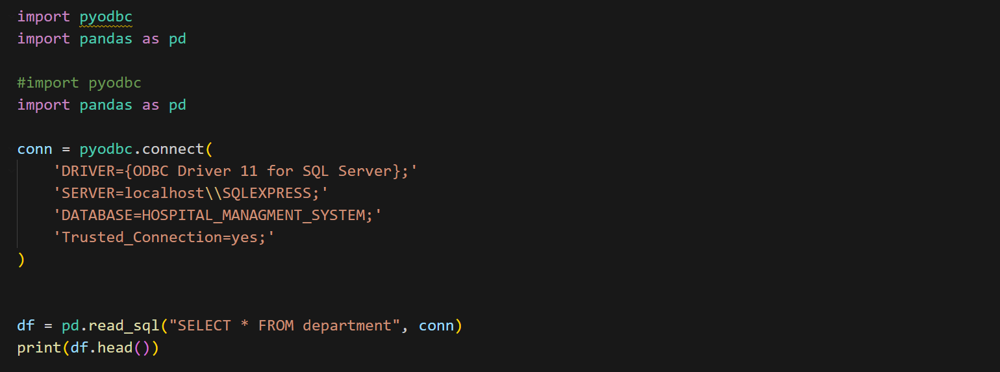 import pyodbc
import pandas as pd
#import pyodbc
import pandas as pd
conn = pyodbc.connect(
    'DRIVER={ODBC Driver 11 for SQL Server};'
    'SERVER=localhost\\SQLEXPRESS;'
    'DATABASE=HOSPITAL_MANAGMENT_SYSTEM;'
    'Trusted_Connection=yes;'
)
df = pd.read_sql("SELECT * FROM department", conn)
print(df.head())